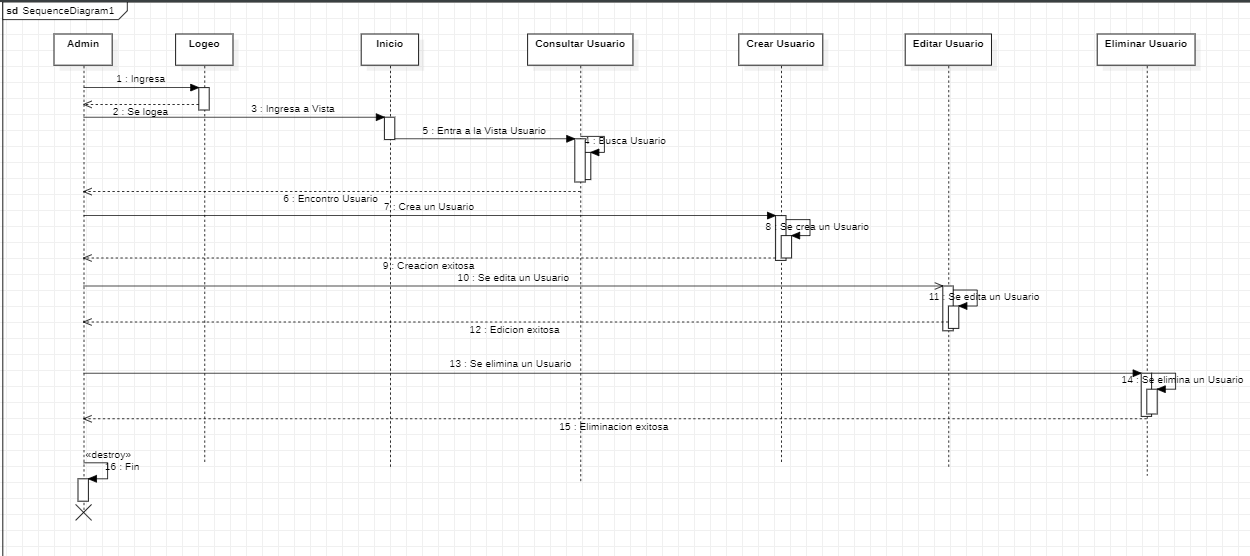 sd SequenceDiagram1
Admin
Logeo
Inicio
Consultar Usuario
Crear Usuario
Editar Usuario
Eliminar Usuario
1 : Ingresa
2 : Se logea
3 : Ingresa a Vista
5 : Entra a la Vista Usuario
4 : Busca Usuario
6 : Encontro Usuario
7 : Crea un Usuario
8 : Se crea un Usuario
9 : Creacion exitosa
10 : Se edita un Usuario
11 : Se edita un Usuario
12 : Edicion exitosa
13 : Se elimina un Usuario
14 : Se elimina un Usuario
15 : Eliminacion exitosa
«destroy»
16 : Fin